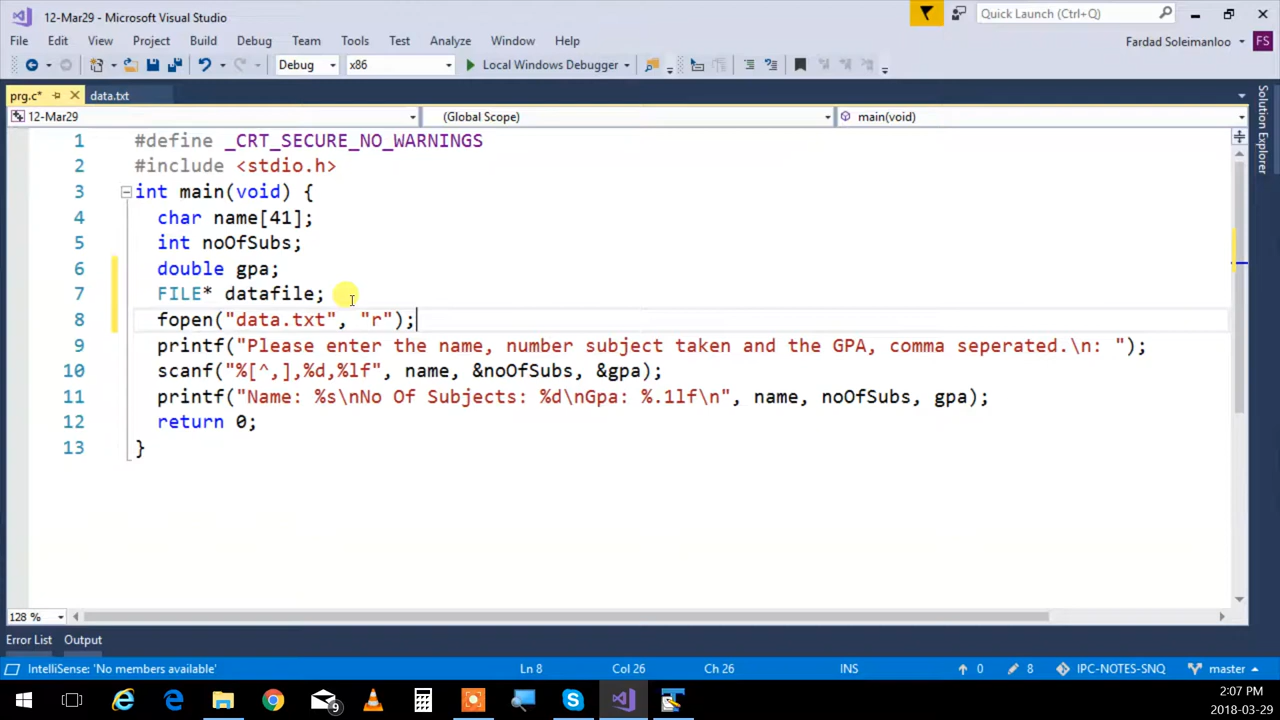 12-Mar29 - Microsoft Visual Studio
Quick Launch (Ctrl+Q)
File Edit View Project Build Debug Team Tools Test Analyze Window Help
Fardad Soleimanloo FS
Debug x86 Local Windows Debugger
prg.c* data.txt
12-Mar29 (Global Scope) main(void)
1 #define _CRT_SECURE_NO_WARNINGS
2 #include <stdio.h>
3 int main(void) {
4 char name[41];
5 int noOfSubs;
6 double gpa;
7 FILE* datafile;
8 fopen("data.txt", "r");
9 printf("Please enter the name, number subject taken and the GPA, comma seperated.\n: ");
10 scanf("%[^,],%d,%lf", name, &noOfSubs, &gpa);
11 printf("Name: %s\nNo Of Subjects: %d\nGpa: %.1lf\n", name, noOfSubs, gpa);
12 return 0;
13 }
Solution Explorer
128 %
Error List Output
IntelliSense: 'No members available' Ln 8 Col 26 Ch 26 INS 0 8 IPC-NOTES-SNQ master
9
2:07 PM
2018-03-29